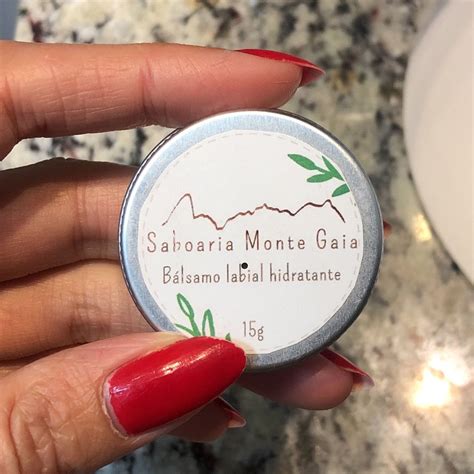 Saboaria Monte Gaia
Bálsamo labial hidratante
15g